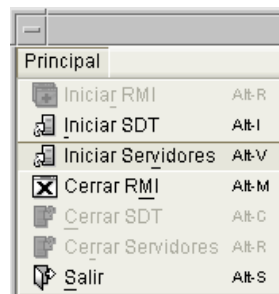 Principal
Iniciar RMI Alt-R
Iniciar SDT Alt-I
Iniciar Servidores Alt-V
Cerrar RMI Alt-M
Cerrar SDT Alt-C
Cerrar Servidores Alt-R
Salir Alt-S